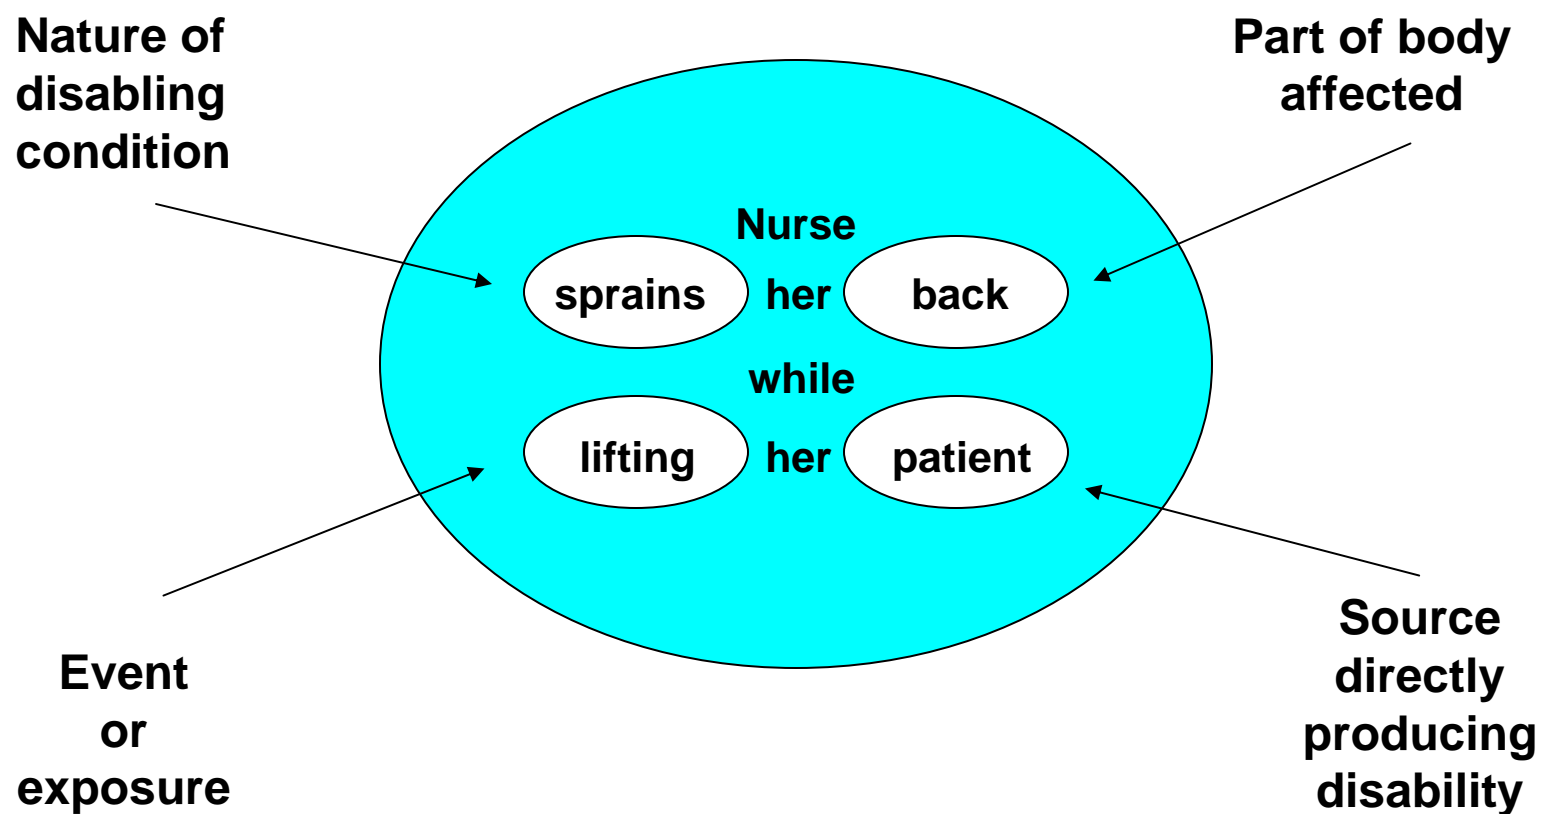 Nature of
disabling
condition
Part of body
affected
Nurse
sprains her back
while
lifting her patient
Event
or
exposure
Source
directly
producing
disability